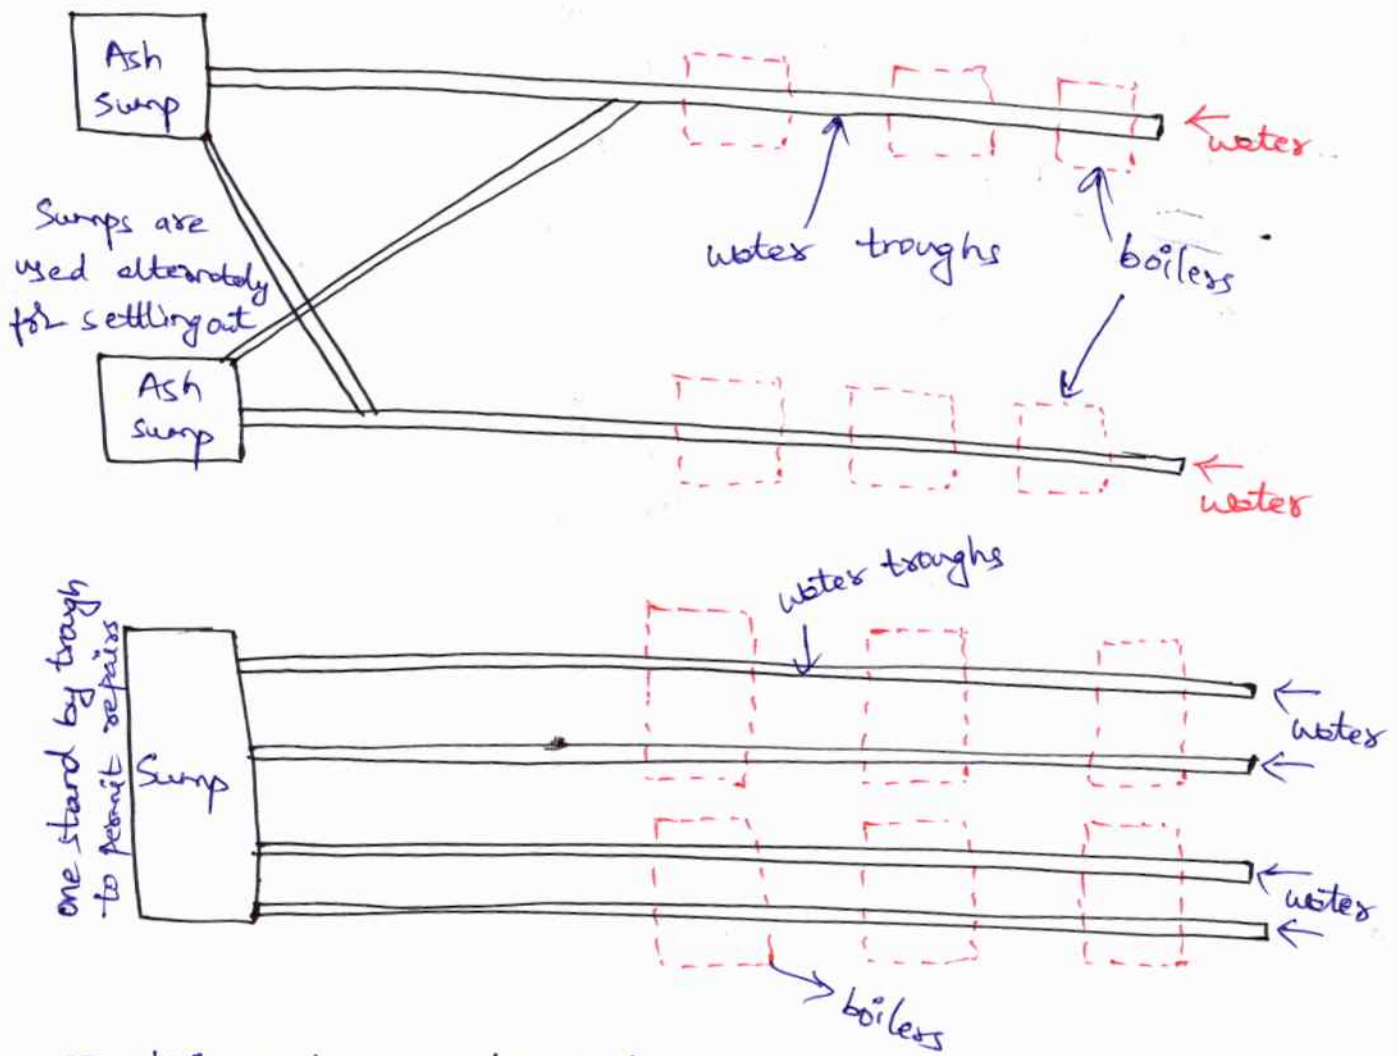 Ash
Sump
water
water troughs
boilers
Sumps are
used alternately
for settling out
Ash
Sump
water
water troughs
one stand by trough
to permit repairs
Sump
water
water
boilers